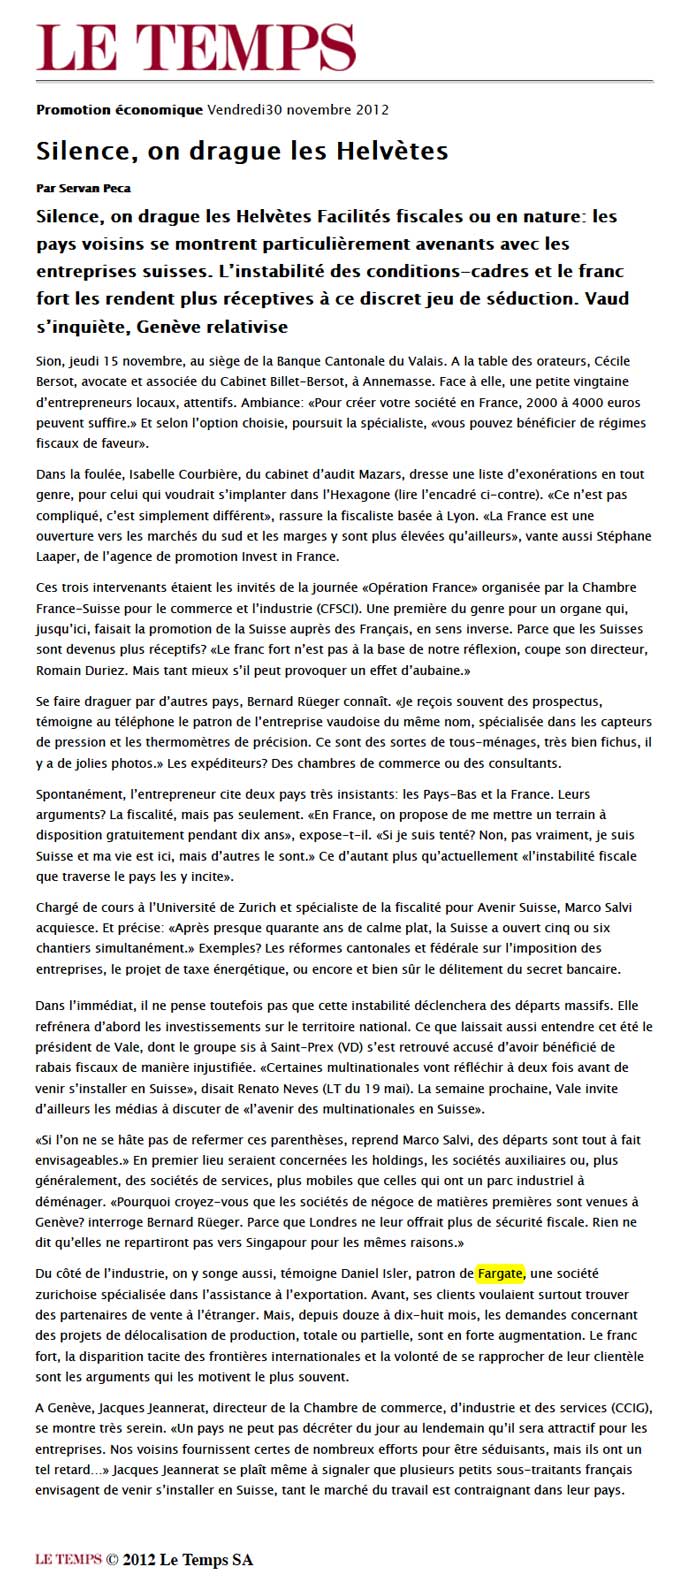 LE TEMPS
Promotion économique Vendredi30 novembre 2012
Silence, on drague les Helvètes
Par Servan Peca
Silence, on drague les Helvètes Facilités fiscales ou en nature: les
pays voisins se montrent particulièrement avenants avec les
entreprises suisses. L’instabilité des conditions-cadres et le franc
fort les rendent plus réceptives à ce discret jeu de séduction. Vaud
s’inquiète, Genève relativise
Sion, jeudi 15 novembre, au siège de la Banque Cantonale du Valais. A la table des orateurs, Cécile
Bersot, avocate et associée du Cabinet Billet-Bersot, à Annemasse. Face à elle, une petite vingtaine
d’entrepreneurs locaux, attentifs. Ambiance: «Pour créer votre société en France, 2000 à 4000 euros
peuvent suffire.» Et selon l’option choisie, poursuit la spécialiste, «vous pouvez bénéficier de régimes
fiscaux de faveur».
Dans la foulée, Isabelle Courbière, du cabinet d’audit Mazars, dresse une liste d’exonérations en tout
genre, pour celui qui voudrait s’implanter dans l’Hexagone (lire l’encadré ci-contre). «Ce n’est pas
compliqué, c’est simplement différent», rassure la fiscaliste basée à Lyon. «La France est une
ouverture vers les marchés du sud et les marges y sont plus élevées qu’ailleurs», vante aussi Stéphane
Laaper, de l’agence de promotion Invest in France.
Ces trois intervenants étaient les invités de la journée «Opération France» organisée par la Chambre
France-Suisse pour le commerce et l’industrie (CFSCI). Une première du genre pour un organe qui,
jusqu’ici, faisait la promotion de la Suisse auprès des Français, en sens inverse. Parce que les Suisses
sont devenus plus réceptifs? «Le franc fort n’est pas à la base de notre réflexion, coupe son directeur,
Romain Duriez. Mais tant mieux s’il peut provoquer un effet d’aubaine.»
Se faire draguer par d’autres pays, Bernard Rüeger connaît. «Je reçois souvent des prospectus,
témoigne au téléphone le patron de l’entreprise vaudoise du même nom, spécialisée dans les capteurs
de pression et les thermomètres de précision. Ce sont des sortes de tous-ménages, très bien fichus, il
y a de jolies photos.» Les expéditeurs? Des chambres de commerce ou des consultants.
Spontanément, l’entrepreneur cite deux pays très insistants: les Pays-Bas et la France. Leurs
arguments? La fiscalité, mais pas seulement. «En France, on propose de me mettre un terrain à
disposition gratuitement pendant dix ans», expose-t-il. «Si je suis tenté? Non, pas vraiment, je suis
Suisse et ma vie est ici, mais d’autres le sont.» Ce d’autant plus qu’actuellement «l’instabilité fiscale
que traverse le pays les y incite».
Chargé de cours à l’Université de Zurich et spécialiste de la fiscalité pour Avenir Suisse, Marco Salvi
acquiesce. Et précise: «Après presque quarante ans de calme plat, la Suisse a ouvert cinq ou six
chantiers simultanément.» Exemples? Les réformes cantonales et fédérale sur l’imposition des
entreprises, le projet de taxe énergétique, ou encore et bien sûr le délitement du secret bancaire.
Dans l’immédiat, il ne pense toutefois pas que cette instabilité déclenchera des départs massifs. Elle
refrénera d’abord les investissements sur le territoire national. Ce que laissait aussi entendre cet été le
président de Vale, dont le groupe sis à Saint-Prex (VD) s’est retrouvé accusé d’avoir bénéficié de
rabais fiscaux de manière injustifiée. «Certaines multinationales vont réfléchir à deux fois avant de
venir s’installer en Suisse», disait Renato Neves (LT du 19 mai). La semaine prochaine, Vale invite
d’ailleurs les médias à discuter de «l’avenir des multinationales en Suisse».
«Si l’on ne se hâte pas de refermer ces parenthèses, reprend Marco Salvi, des départs sont tout à fait
envisageables.» En premier lieu seraient concernées les holdings, les sociétés auxiliaires ou, plus
généralement, des sociétés de services, plus mobiles que celles qui ont un parc industriel à
déménager. «Pourquoi croyez-vous que les sociétés de négoce de matières premières sont venues à
Genève? interroge Bernard Rüeger. Parce que Londres ne leur offrait plus de sécurité fiscale. Rien ne
dit qu’elles ne repartiront pas vers Singapour pour les mêmes raisons.»
Du côté de l’industrie, on y songe aussi, témoigne Daniel Isler, patron de Fargate, une société
zurichoise spécialisée dans l’assistance à l’exportation. Avant, ses clients voulaient surtout trouver
des partenaires de vente à l’étranger. Mais, depuis douze à dix-huit mois, les demandes concernant
des projets de délocalisation de production, totale ou partielle, sont en forte augmentation. Le franc
fort, la disparition tacite des frontières internationales et la volonté de se rapprocher de leur clientèle
sont les arguments qui les motivent le plus souvent.
A Genève, Jacques Jeannerat, directeur de la Chambre de commerce, d’industrie et des services (CCIG),
se montre très serein. «Un pays ne peut pas décréter du jour au lendemain qu’il sera attractif pour les
entreprises. Nos voisins fournissent certes de nombreux efforts pour être séduisants, mais ils ont un
tel retard…» Jacques Jeannerat se plaît même à signaler que plusieurs petits sous-traitants français
envisagent de venir s’installer en Suisse, tant le marché du travail est contraignant dans leur pays.
LE TEMPS © 2012 Le Temps SA